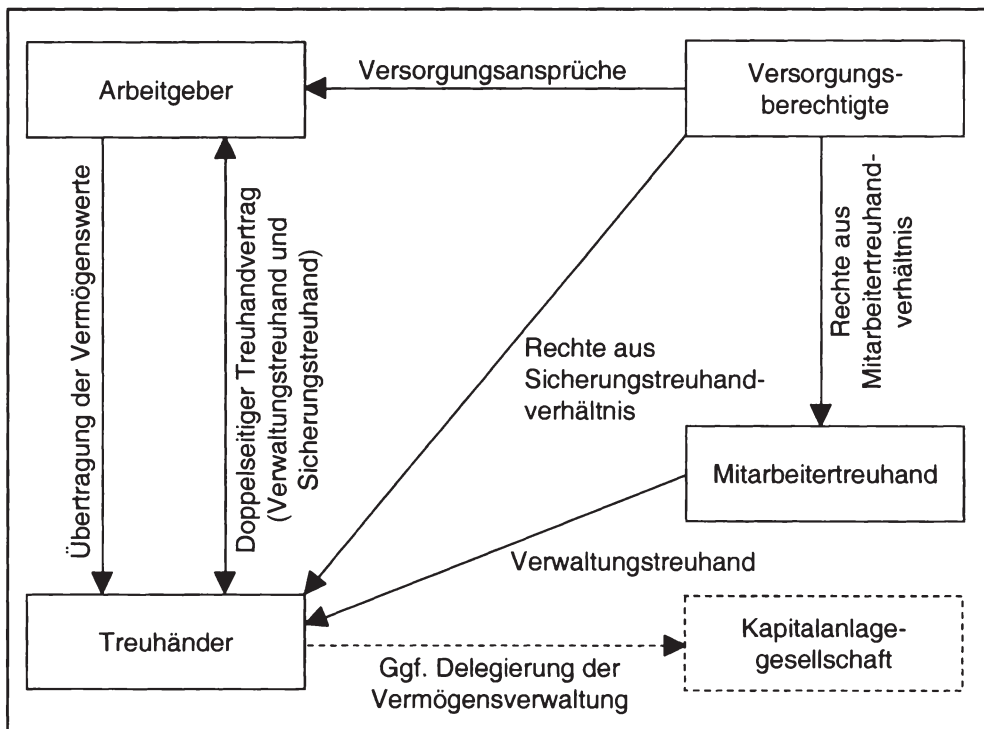 Arbeitgeber
Versorgungsansprüche
Versorgungs-
berechtigte
Übertragung der Vermögenswerte
Doppelseitiger Treuhandvertrag
(Verwaltungstreuhand und
Sicherungstreuhand)
Rechte aus
Mitarbeitertreuhand-
verhältnis
Rechte aus
Sicherungstreuhand-
verhältnis
Mitarbeitertreuhand
Verwaltungstreuhand
Treuhänder
Ggf. Delegierung der
Vermögensverwaltung
Kapitalanlage-
gesellschaft